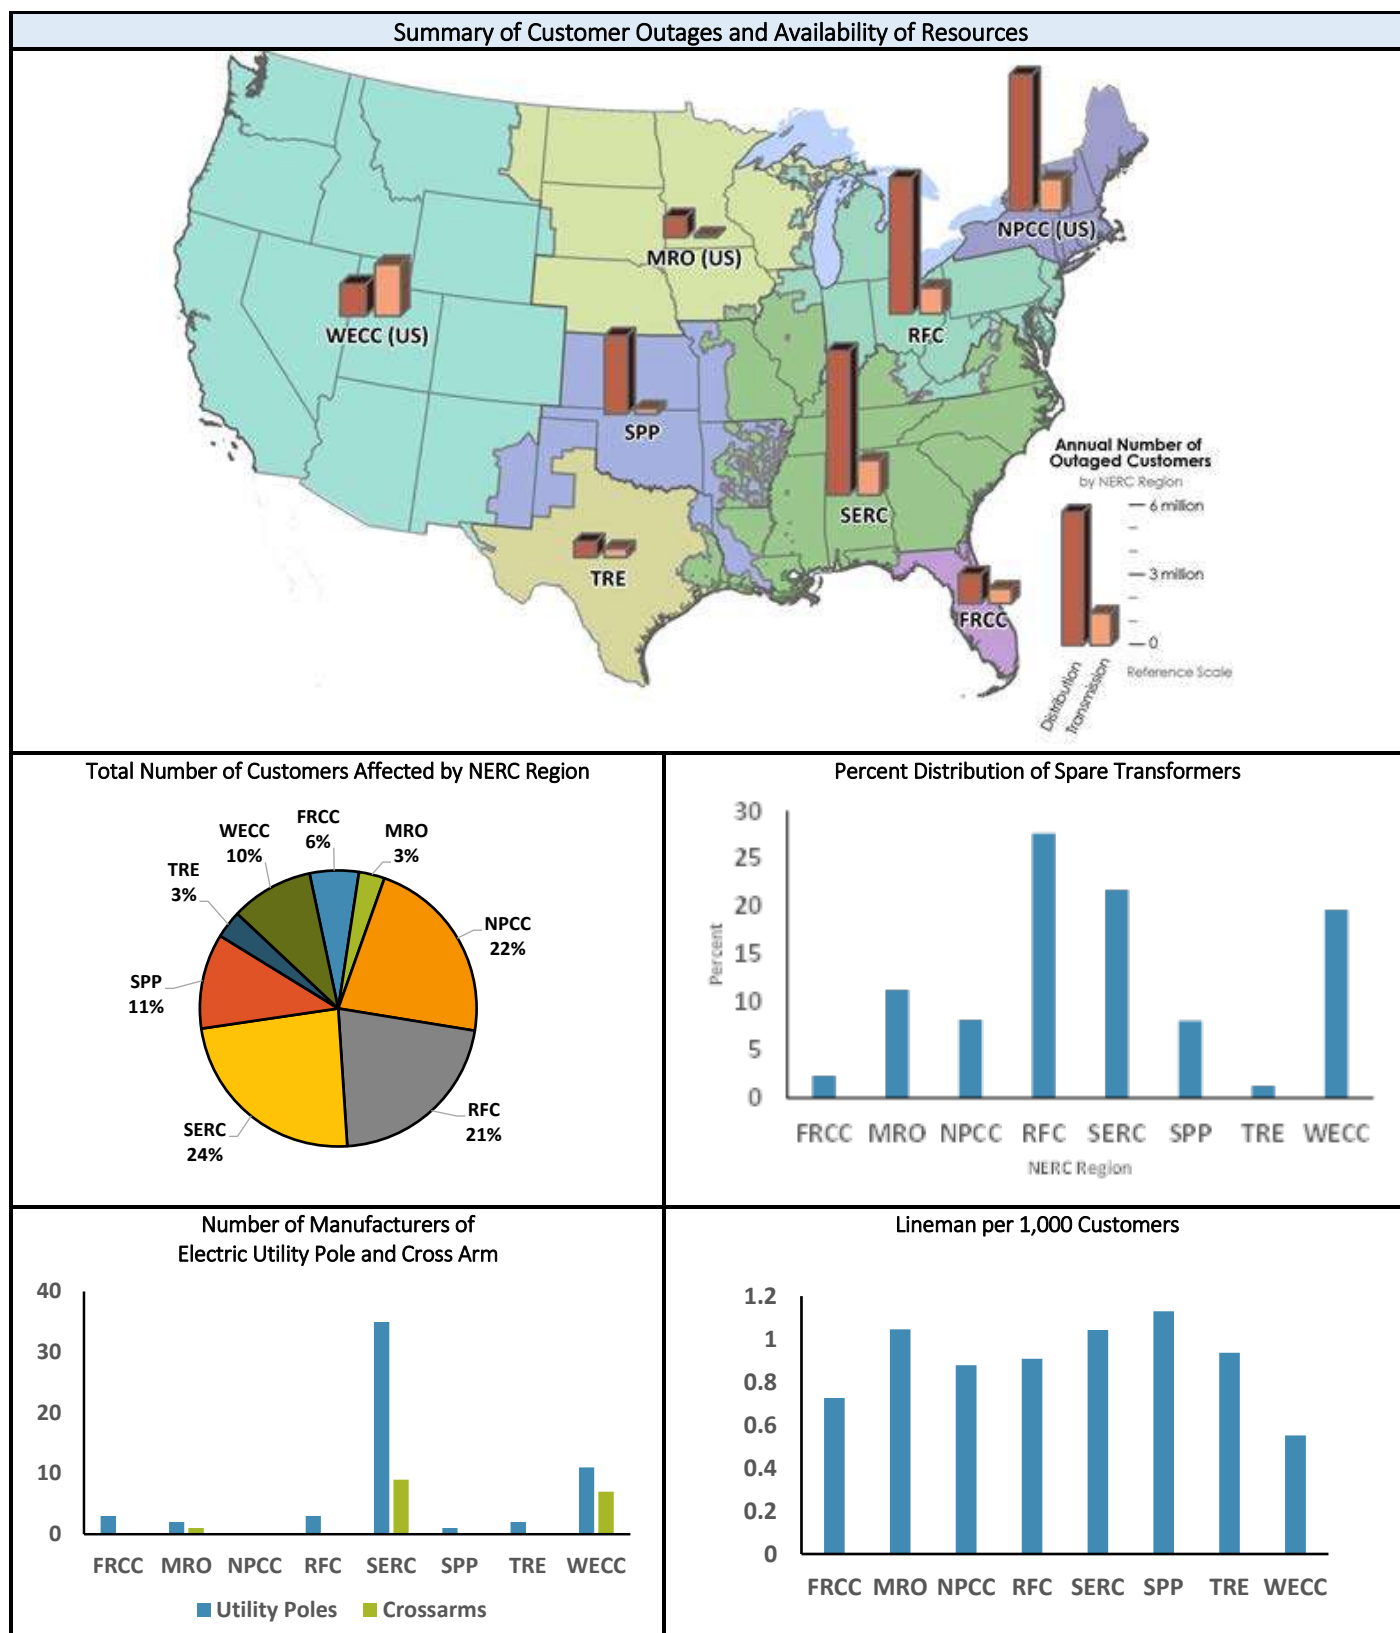 Summary of Customer Outages and Availability of Resources
NPCC (US)
MRO (US)
WECC (US)
RFC
SPP
SERC
TRE
FRCC
Annual Number of
Outaged Customers
by NERC Region
6 million
3 million
0
Distribution
Transmission
Reference Scale
Total Number of Customers Affected by NERC Region
FRCC
6%
MRO
3%
WECC
10%
TRE
3%
NPCC
22%
SPP
11%
SERC
24%
RFC
21%
Percent Distribution of Spare Transformers
30
25
20
15
10
5
0
Percent
FRCC MRO NPCC RFC SERC SPP TRE WECC
NERC Region
Number of Manufacturers of
Electric Utility Pole and Cross Arm
40
30
20
10
0
FRCC MRO NPCC RFC SERC SPP TRE WECC
Utility Poles Crossarms
Lineman per 1,000 Customers
1.2
1
0.8
0.6
0.4
0.2
0
FRCC MRO NPCC RFC SERC SPP TRE WECC